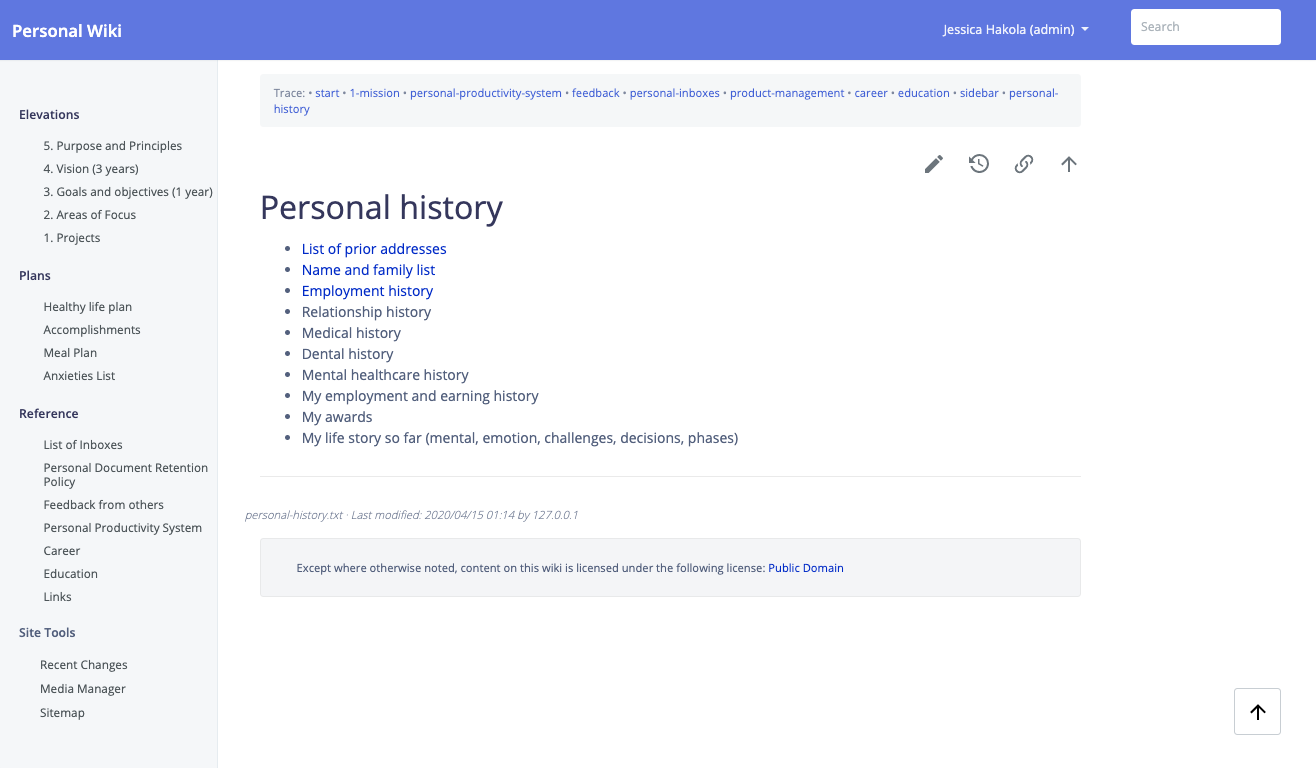 Personal Wiki
Jessica Hakola (admin)
Search
Elevations
5. Purpose and Principles
4. Vision (3 years)
3. Goals and objectives (1 year)
2. Areas of Focus
1. Projects
Plans
Healthy life plan
Accomplishments
Meal Plan
Anxieties List
Reference
List of Inboxes
Personal Document Retention
Policy
Feedback from others
Personal Productivity System
Career
Education
Links
Site Tools
Recent Changes
Media Manager
Sitemap
Trace: • start • 1-mission • personal-productivity-system • feedback • personal-inboxes • product-management • career • education • sidebar • personal-
history
Personal history
• List of prior addresses
• Name and family list
• Employment history
• Relationship history
• Medical history
• Dental history
• Mental healthcare history
• My employment and earning history
• My awards
• My life story so far (mental, emotion, challenges, decisions, phases)
personal-history.txt · Last modified: 2020/04/15 01:14 by 127.0.0.1
Except where otherwise noted, content on this wiki is licensed under the following license: Public Domain